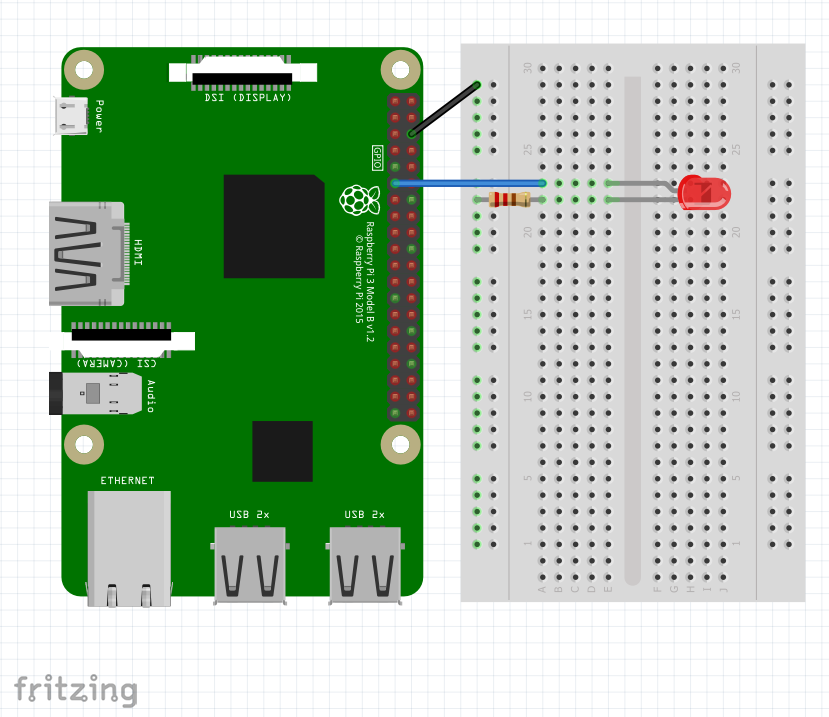 DSI (DISPLAY)
Power
GPIO
HDMI
Raspberry Pi 3 Model B v1.2
© Raspberry Pi 2015
CSI (CAMERA)
Audio
ETHERNET
USB 2x
USB 2x
30
30
25
25
20
20
15
15
10
10
5
5
1
1
A B C D E
F G H I J
fritzing